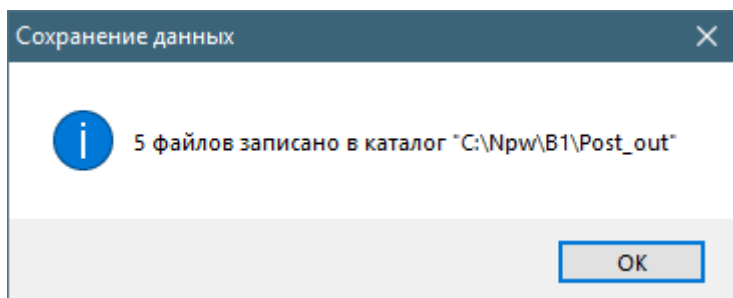 Сохранение данных
5 файлов записано в каталог "C:\Npw\B1\Post_out"
OK